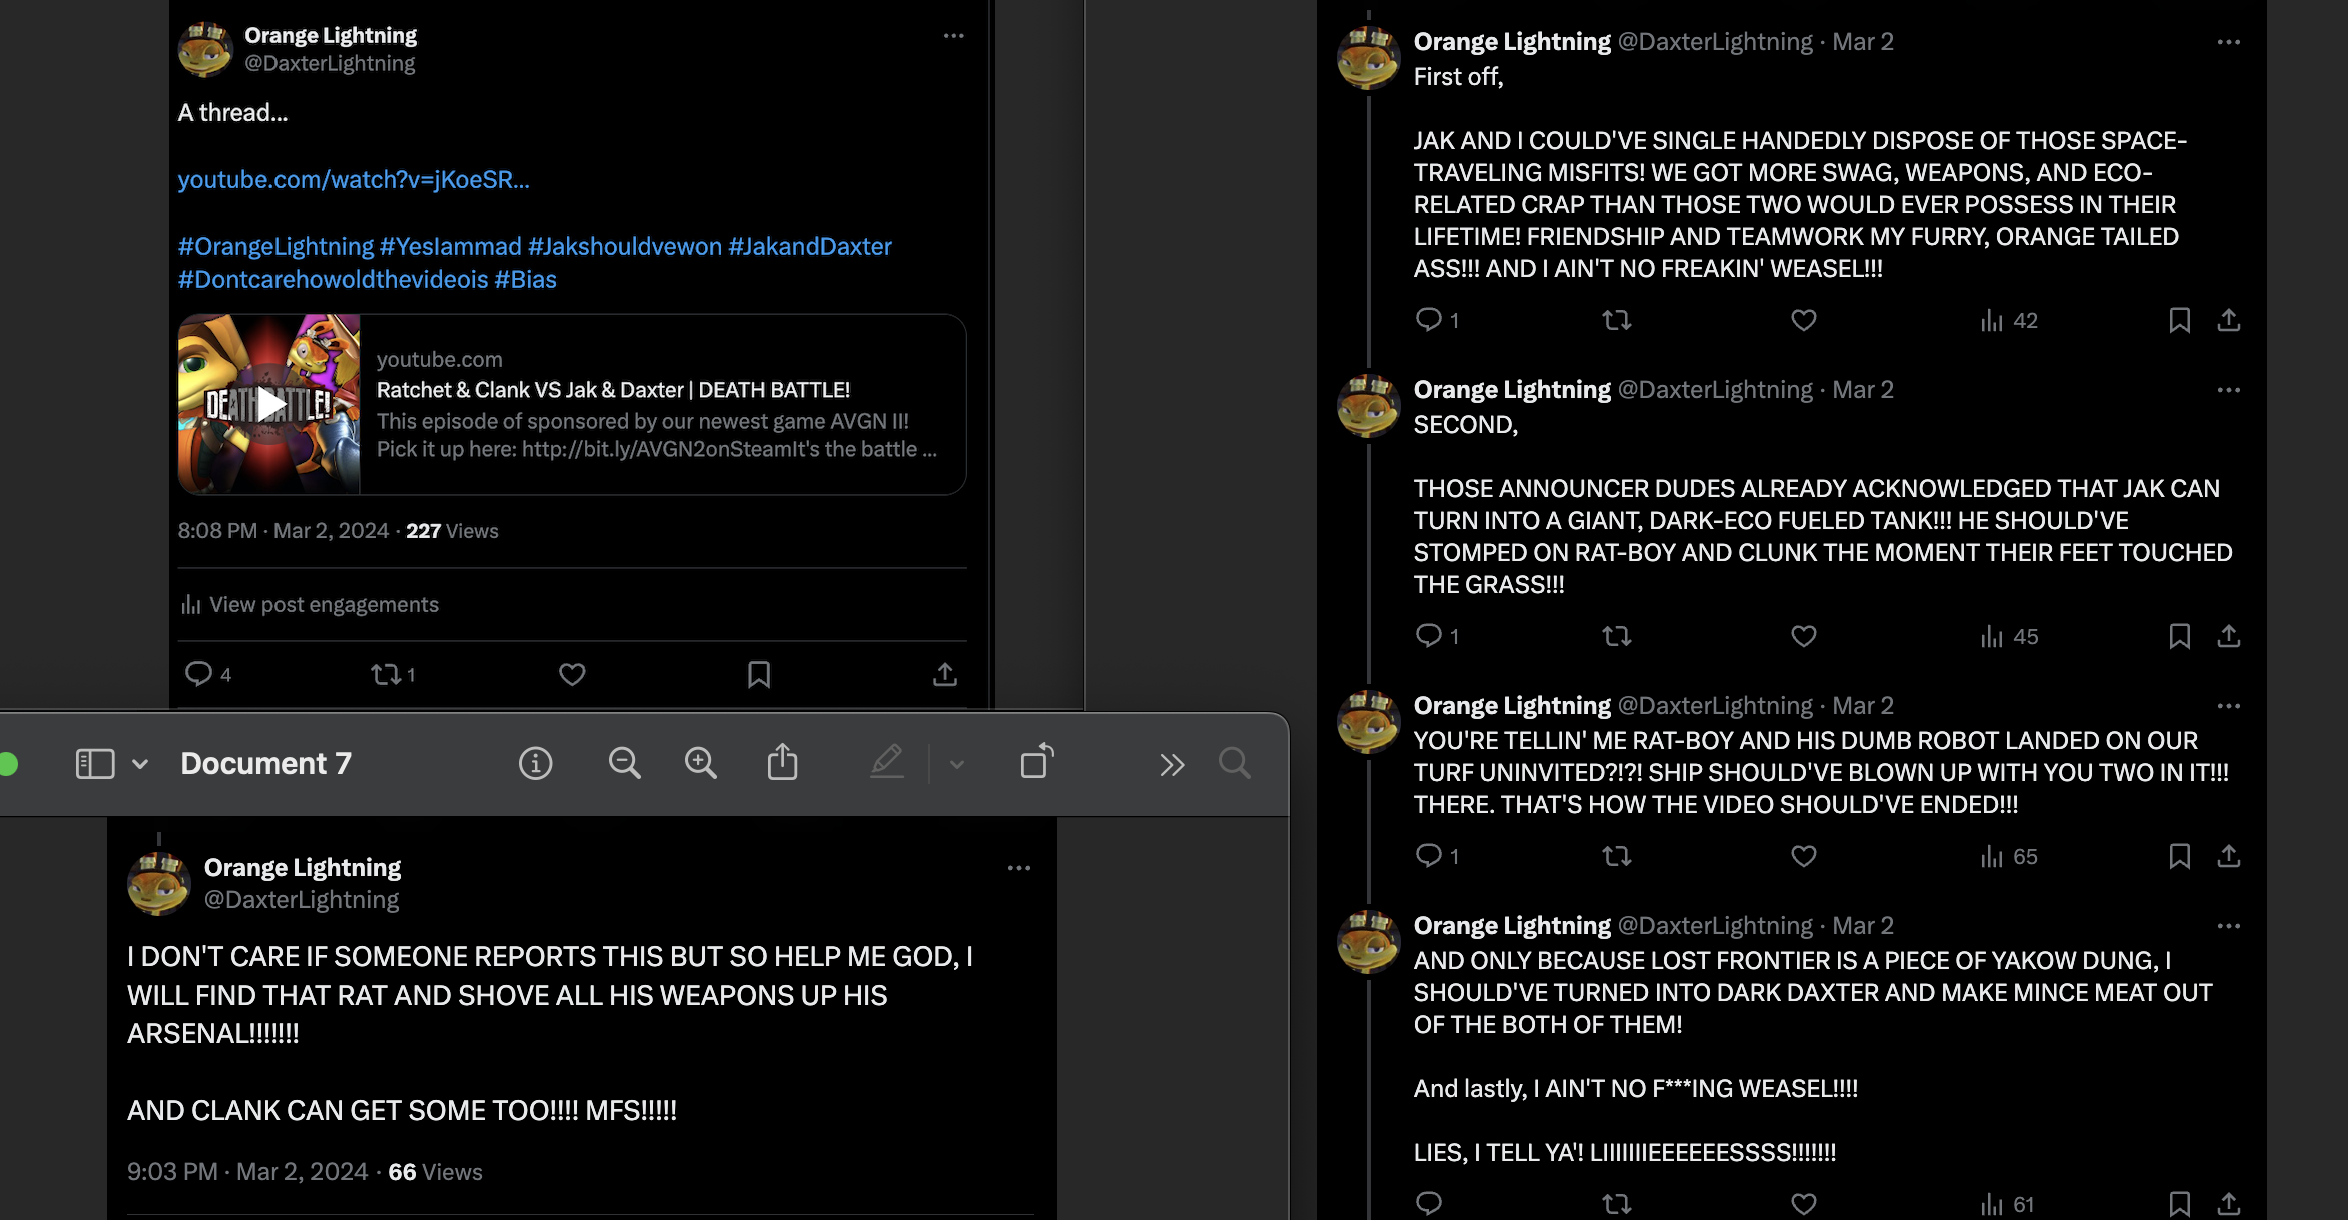 Orange Lightning
@DaxterLightning
A thread...
youtube.com/watch?v=jKoeSR...
#OrangeLightning #YesIammad #Jakshouldvewon #JakandDaxter
#Dontcarehowoldthevideois #Bias
DEATH BATTLE!
youtube.com
Ratchet & Clank VS Jak & Daxter | DEATH BATTLE!
This episode of sponsored by our newest game AVGN II!
Pick it up here: http://bit.ly/AVGN2onSteamIt's the battle ...
8:08 PM · Mar 2, 2024 · 227 Views
View post engagements
4
1
Document 7
Orange Lightning
@DaxterLightning
I DON'T CARE IF SOMEONE REPORTS THIS BUT SO HELP ME GOD, I
WILL FIND THAT RAT AND SHOVE ALL HIS WEAPONS UP HIS
ARSENAL!!!!!!!
AND CLANK CAN GET SOME TOO!!!! MFS!!!!!
9:03 PM · Mar 2, 2024 · 66 Views
Orange Lightning @DaxterLightning · Mar 2
First off,
JAK AND I COULD'VE SINGLE HANDEDLY DISPOSE OF THOSE SPACE-
TRAVELING MISFITS! WE GOT MORE SWAG, WEAPONS, AND ECO-
RELATED CRAP THAN THOSE TWO WOULD EVER POSSESS IN THEIR
LIFETIME! FRIENDSHIP AND TEAMWORK MY FURRY, ORANGE TAILED
ASS!!! AND I AIN'T NO FREAKIN' WEASEL!!!
1 42
Orange Lightning @DaxterLightning · Mar 2
SECOND,
THOSE ANNOUNCER DUDES ALREADY ACKNOWLEDGED THAT JAK CAN
TURN INTO A GIANT, DARK-ECO FUELED TANK!!! HE SHOULD'VE
STOMPED ON RAT-BOY AND CLUNK THE MOMENT THEIR FEET TOUCHED
THE GRASS!!!
1 45
Orange Lightning @DaxterLightning · Mar 2
YOU'RE TELLIN' ME RAT-BOY AND HIS DUMB ROBOT LANDED ON OUR
TURF UNINVITED?!?! SHIP SHOULD'VE BLOWN UP WITH YOU TWO IN IT!!!
THERE. THAT'S HOW THE VIDEO SHOULD'VE ENDED!!!
1 65
Orange Lightning @DaxterLightning · Mar 2
AND ONLY BECAUSE LOST FRONTIER IS A PIECE OF YAKOW DUNG, I
SHOULD'VE TURNED INTO DARK DAXTER AND MAKE MINCE MEAT OUT
OF THE BOTH OF THEM!
And lastly, I AIN'T NO F***ING WEASEL!!!!
LIES, I TELL YA'! LIIIIIIIEEEEEESSSS!!!!!!!
61